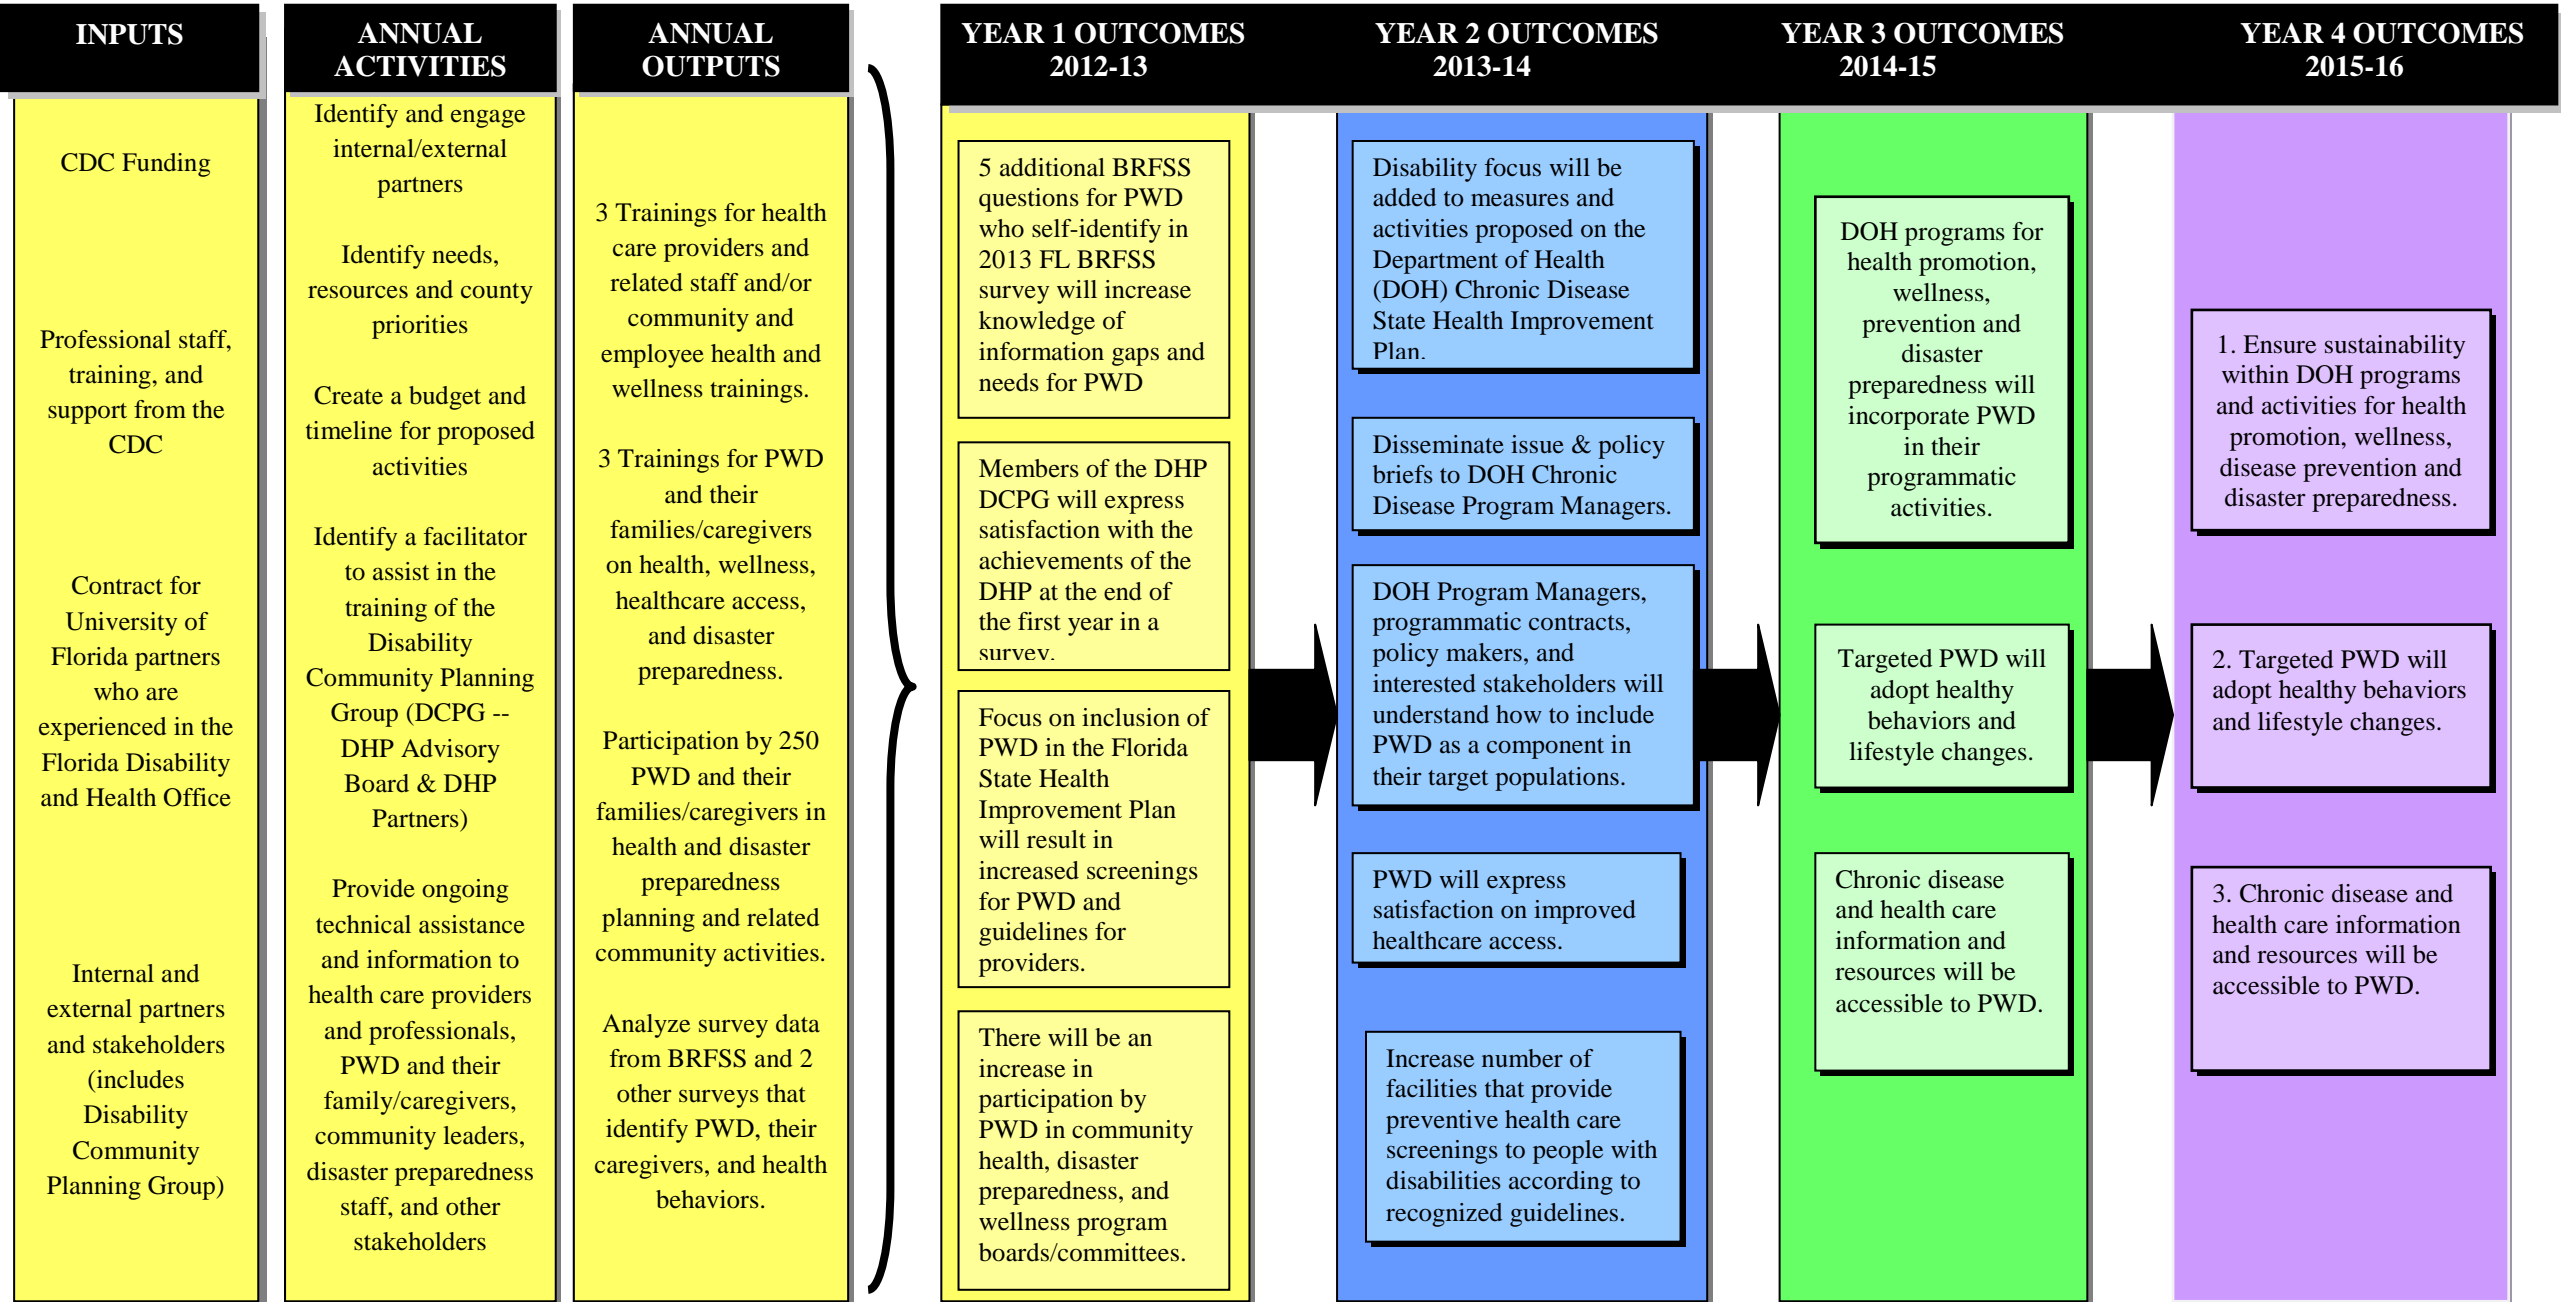 INPUTS
CDC Funding
Professional staff,
training, and
support from the
CDC
Contract for
University of
Florida partners
who are
experienced in the
Florida Disability
and Health Office
Internal and
external partners
and stakeholders
(includes
Disability
Community
Planning Group)
ANNUAL
ACTIVITIES
Identify and engage
internal/external
partners
Identify needs,
resources and county
priorities
Create a budget and
timeline for proposed
activities
Identify a facilitator
to assist in the
training of the
Disability
Community Planning
Group (DCPG --
DHP Advisory
Board & DHP
Partners)
Provide ongoing
technical assistance
and information to
health care providers
and professionals,
PWD and their
family/caregivers,
community leaders,
disaster preparedness
staff, and other
stakeholders
ANNUAL
OUTPUTS
3 Trainings for health
care providers and
related staff and/or
community and
employee health and
wellness trainings.
3 Trainings for PWD
and their
families/caregivers
on health, wellness,
healthcare access,
and disaster
preparedness.
Participation by 250
PWD and their
families/caregivers in
health and disaster
preparedness
planning and related
community activities.
Analyze survey data
from BRFSS and 2
other surveys that
identify PWD, their
caregivers, and health
behaviors.
YEAR 1 OUTCOMES
2012-13
5 additional BRFSS
questions for PWD
who self-identify in
2013 FL BRFSS
survey will increase
knowledge of
information gaps and
needs for PWD
Members of the DHP
DCPG will express
satisfaction with the
achievements of the
DHP at the end of
the first year in a
survey.
Focus on inclusion of
PWD in the Florida
State Health
Improvement Plan
will result in
increased screenings
for PWD and
guidelines for
providers.
There will be an
increase in
participation by
PWD in community
health, disaster
preparedness, and
wellness program
boards/committees.
YEAR 2 OUTCOMES
2013-14
Disability focus will be
added to measures and
activities proposed on the
Department of Health
(DOH) Chronic Disease
State Health Improvement
Plan.
Disseminate issue & policy
briefs to DOH Chronic
Disease Program Managers.
DOH Program Managers,
programmatic contracts,
policy makers, and
interested stakeholders will
understand how to include
PWD as a component in
their target populations.
PWD will express
satisfaction on improved
healthcare access.
Increase number of
facilities that provide
preventive health care
screenings to people with
disabilities according to
recognized guidelines.
YEAR 3 OUTCOMES
2014-15
DOH programs for
health promotion,
wellness,
prevention and
disaster
preparedness will
incorporate PWD
in their
programmatic
activities.
Targeted PWD will
adopt healthy
behaviors and
lifestyle changes.
Chronic disease
and health care
information and
resources will be
accessible to PWD.
YEAR 4 OUTCOMES
2015-16
1. Ensure sustainability
within DOH programs
and activities for health
promotion, wellness,
disease prevention and
disaster preparedness.
2. Targeted PWD will
adopt healthy behaviors
and lifestyle changes.
3. Chronic disease and
health care information
and resources will be
accessible to PWD.